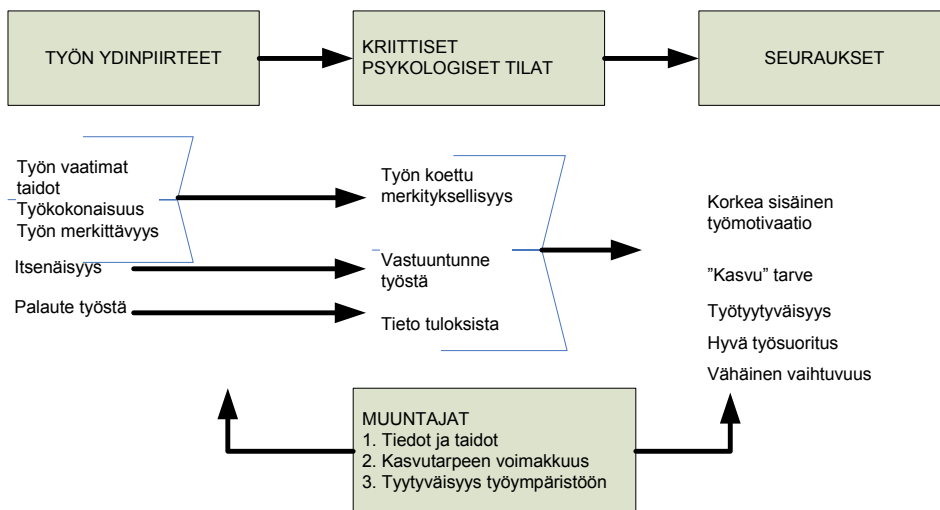 TYÖN YDINPIIRTEET
KRIITTISET
PSYKOLOGISET TILAT
SEURAUKSET
Työn vaatimat
taidot
Työkokonaisuus
Työn merkittävyys
Itsenäisyys
Palaute työstä
Työn koettu
merkityksellisyys
Vastuuntunne
työstä
Tieto tuloksista
Korkea sisäinen
työmotivaatio
”Kasvu” tarve
Työtyytyväisyys
Hyvä työsuoritus
Vähäinen vaihtuvuus
MUUNTAJAT
1. Tiedot ja taidot
2. Kasvutarpeen voimakkuus
3. Tyytyväisyys työympäristöön